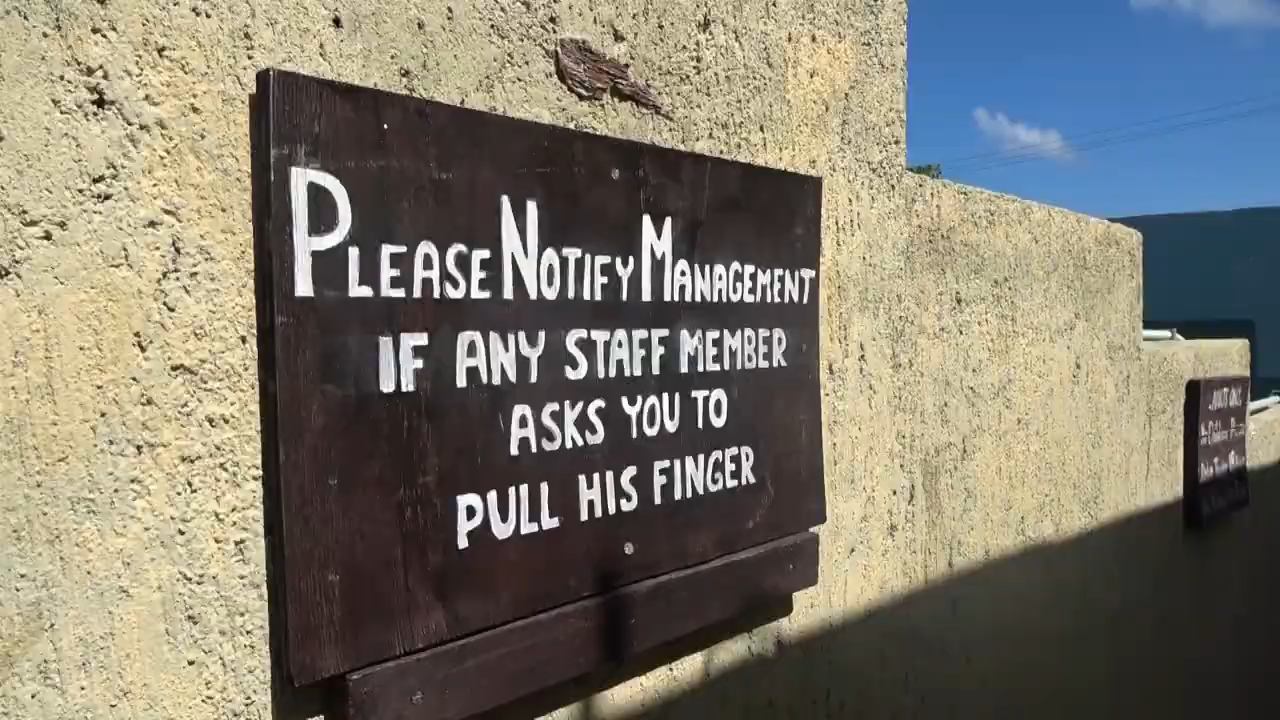 PLEASE NOTIFY MANAGEMENT
IF ANY STAFF MEMBER
ASKS YOU TO
PULL HIS FINGER